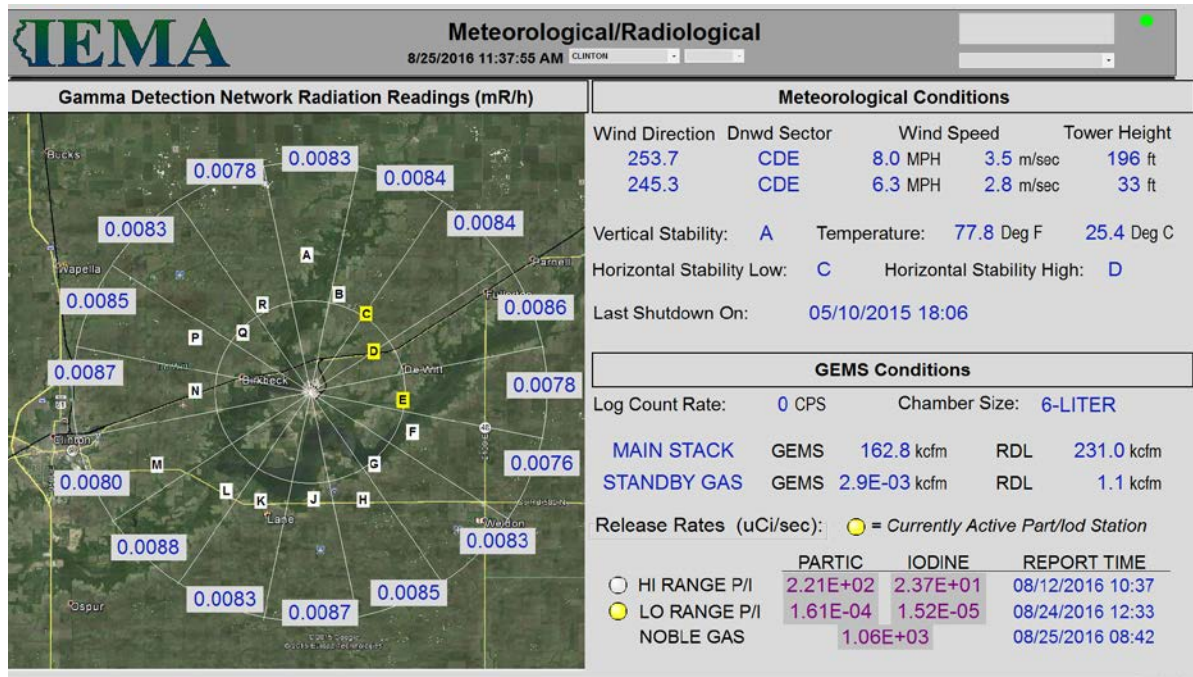 IEMA
Meteorological/Radiological
8/25/2016 11:37:55 AM CLINTON
Gamma Detection Network Radiation Readings (mR/h)
Bucks
0.0078
0.0083
0.0084
0.0083
0.0084
A
Wapella
Parnell
0.0085
R
B
C
Fullerton
0.0086
P
Q
D
0.0087
N
Birkbeck
De Witt
0.0078
E
Clinton
F
48
M
G
0.0076
0.0080
L
K
J
H
Lane
Weldon
0.0088
0.0083
Ospur
0.0083
0.0087
0.0085
Meteorological Conditions
Wind Direction Dnwd Sector Wind Speed Tower Height
253.7 CDE 8.0 MPH 3.5 m/sec 196 ft
245.3 CDE 6.3 MPH 2.8 m/sec 33 ft
Vertical Stability: A Temperature: 77.8 Deg F 25.4 Deg C
Horizontal Stability Low: C Horizontal Stability High: D
Last Shutdown On: 05/10/2015 18:06
GEMS Conditions
Log Count Rate: 0 CPS Chamber Size: 6-LITER
MAIN STACK GEMS 162.8 kcfm RDL 231.0 kcfm
STANDBY GAS GEMS 2.9E-03 kcfm RDL 1.1 kcfm
Release Rates (uCi/sec): = Currently Active Part/Iod Station
PARTIC IODINE REPORT TIME
HI RANGE P/I 2.21E+02 2.37E+01 08/12/2016 10:37
LO RANGE P/I 1.61E-04 1.52E-05 08/24/2016 12:33
NOBLE GAS 1.06E+03 08/25/2016 08:42